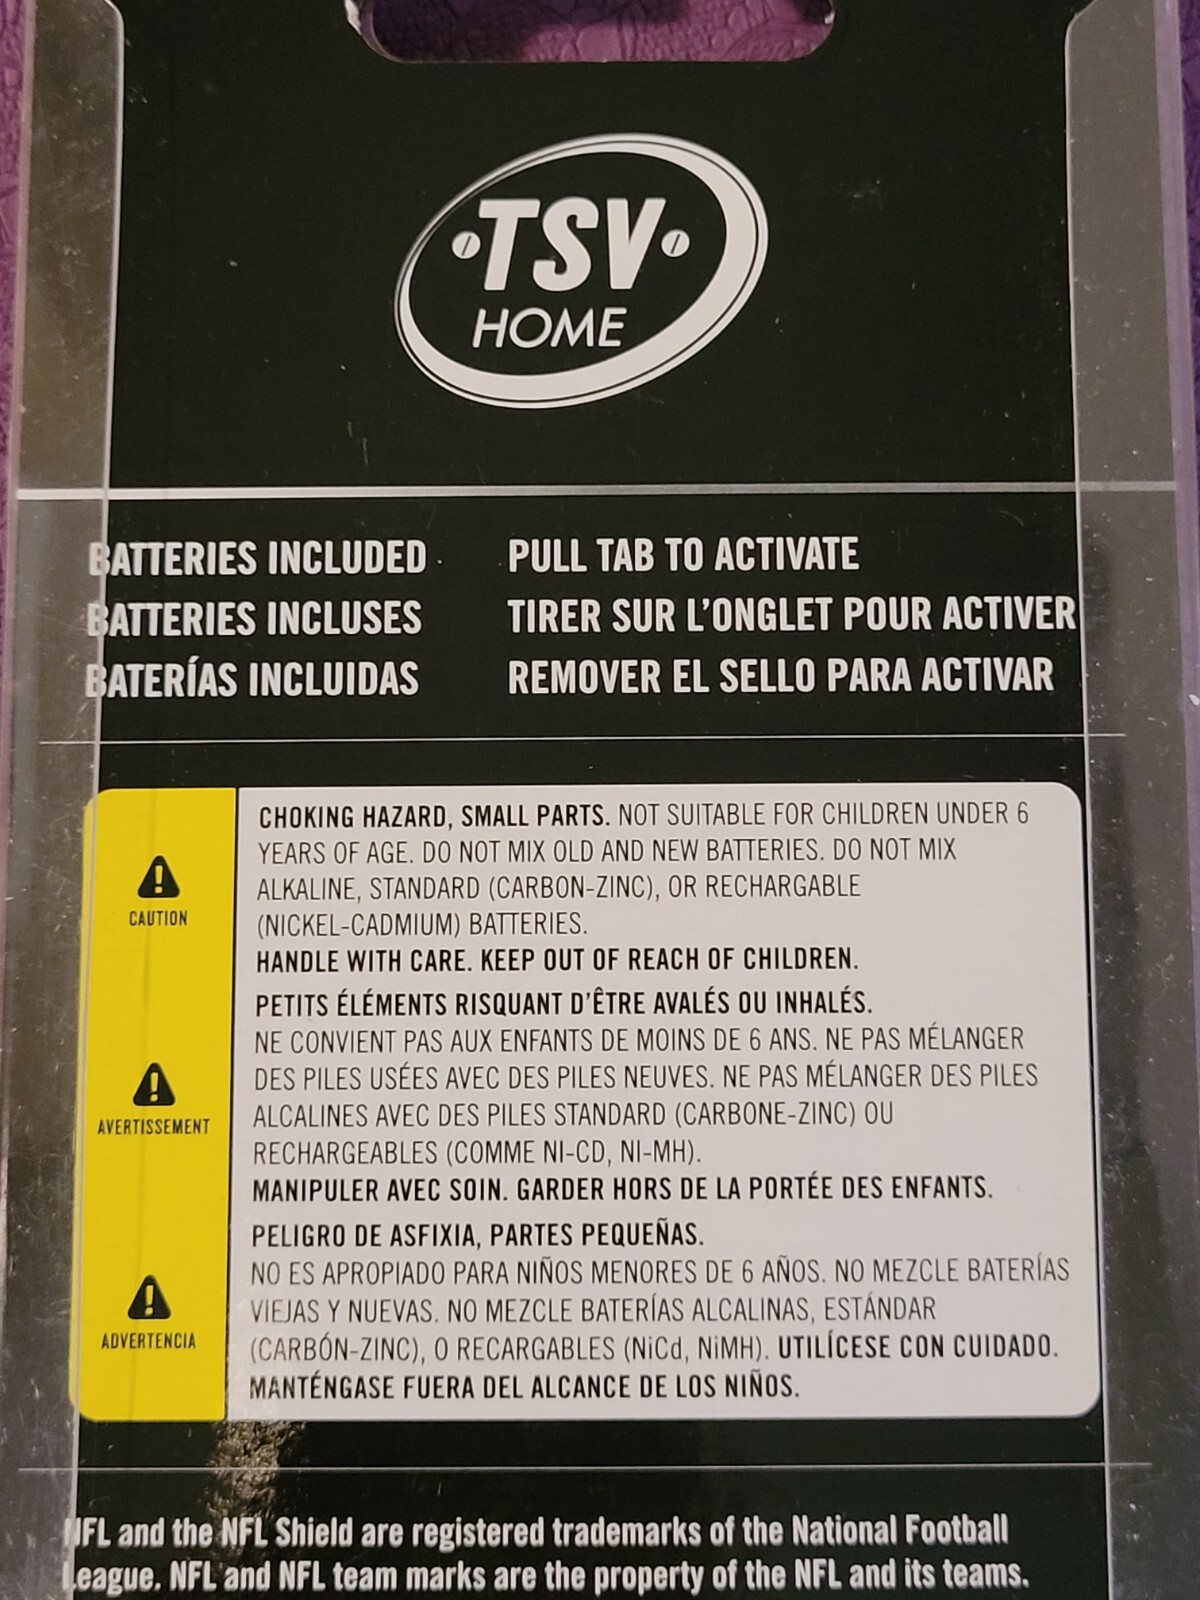 TSV
HOME
BATTERIES INCLUDED
PULL TAB TO ACTIVATE
BATTERIES INCLUSES
TIRER SUR L'ONGLET POUR ACTIVER
BATERÍAS INCLUIDAS
REMOVER EL SELLO PARA ACTIVAR
CAUTION
CHOKING HAZARD, SMALL PARTS. NOT SUITABLE FOR CHILDREN UNDER 6
YEARS OF AGE. DO NOT MIX OLD AND NEW BATTERIES. DO NOT MIX
ALKALINE, STANDARD (CARBON-ZINC), OR RECHARGABLE
(NICKEL-CADMIUM) BATTERIES.
HANDLE WITH CARE. KEEP OUT OF REACH OF CHILDREN.
AVERTISSEMENT
PETITS ÉLÉMENTS RISQUANT D'ÊTRE AVALÉS OU INHALÉS.
NE CONVIENT PAS AUX ENFANTS DE MOINS DE 6 ANS. NE PAS MÉLANGER
DES PILES USÉES AVEC DES PILES NEUVES. NE PAS MÉLANGER DES PILES
ALCALINES AVEC DES PILES STANDARD (CARBONE-ZINC) OU
RECHARGEABLES (COMME NI-CD, NI-MH).
MANIPULER AVEC SOIN. GARDER HORS DE LA PORTÉE DES ENFANTS.
ADVERTENCIA
PELIGRO DE ASFIXIA, PARTES PEQUEÑAS.
NO ES APROPIADO PARA NIÑOS MENORES DE 6 AÑOS. NO MEZCLE BATERÍAS
VIEJAS Y NUEVAS. NO MEZCLE BATERÍAS ALCALINAS, ESTÁNDAR
(CARBÓN-ZINC), O RECARGABLES (NiCd, NiMH). UTILÍCESE CON CUIDADO.
MANTÉNGASE FUERA DEL ALCANCE DE LOS NIÑOS.
NFL and the NFL Shield are registered trademarks of the National Football
League. NFL and NFL team marks are the property of the NFL and its teams.